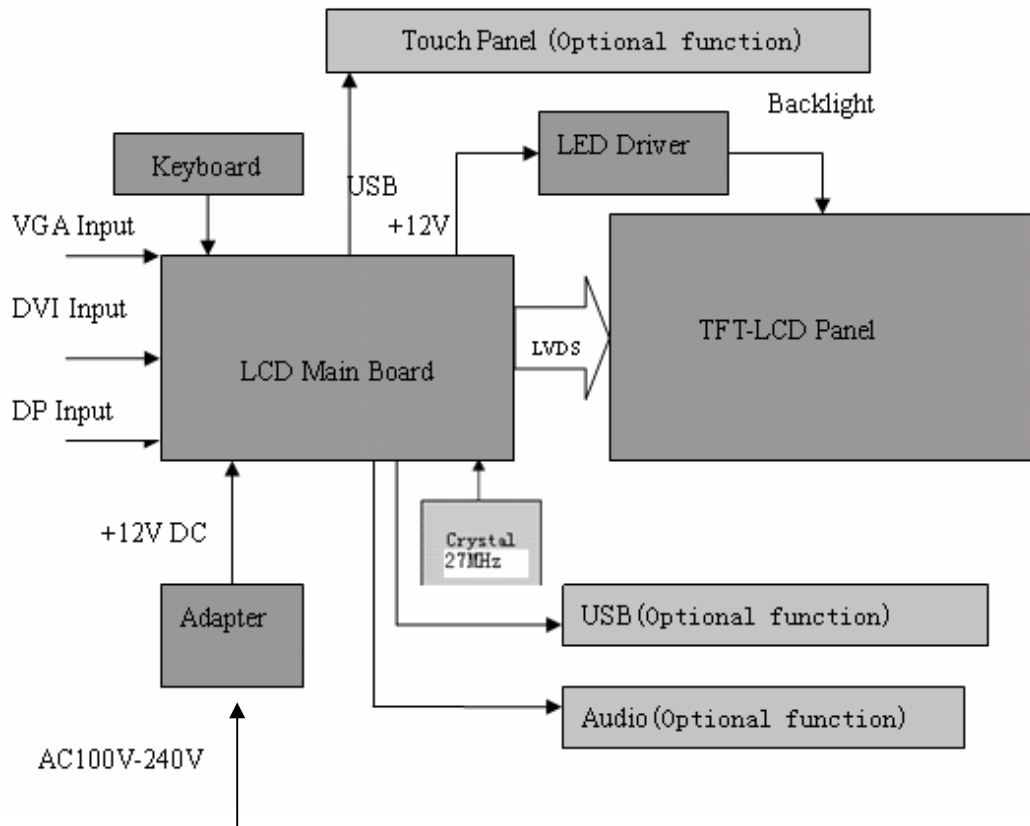 Touch Panel (Optional function)
Backlight
LED Driver
Keyboard
USB
+12V
VGA Input
DVI Input
TFT-LCD Panel
LVDS
LCD Main Board
DP Input
+12V DC
Crystal
27MHz
Adapter
USB(Optional function)
Audio(Optional function)
AC100V-240V